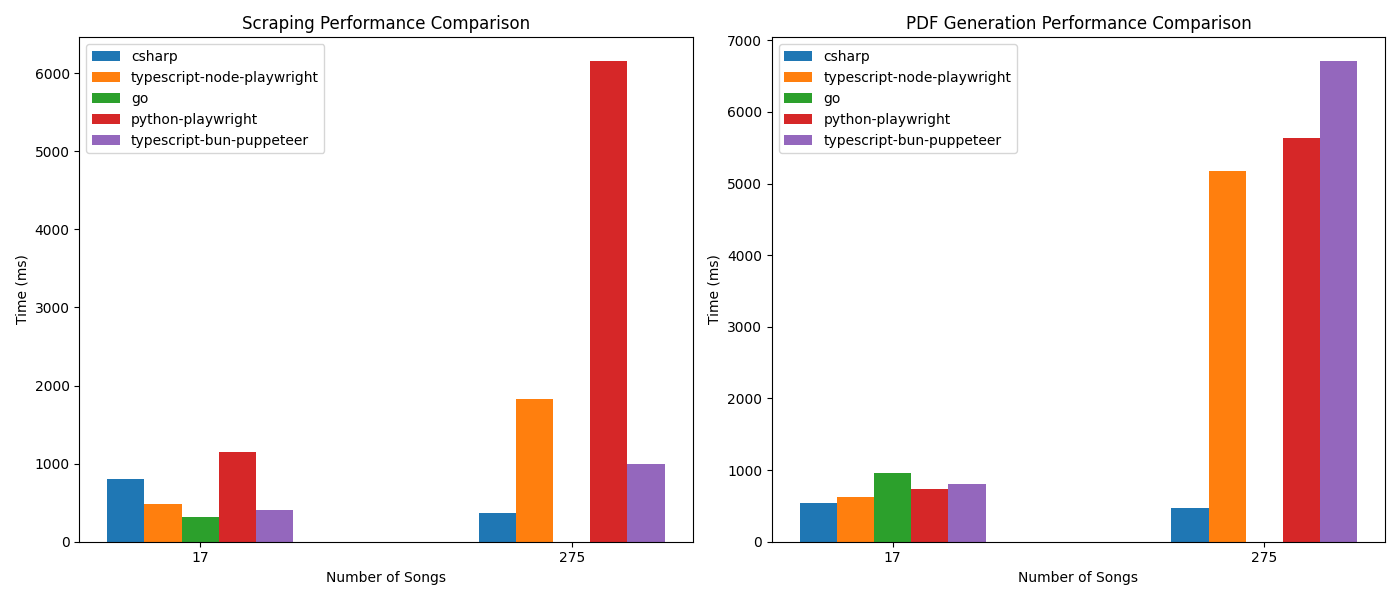 Scraping Performance Comparison
csharp
typescript-node-playwright
go
python-playwright
typescript-bun-puppeteer
6000
5000
4000
3000
2000
1000
0
Time (ms)
17
275
Number of Songs
PDF Generation Performance Comparison
csharp
typescript-node-playwright
go
python-playwright
typescript-bun-puppeteer
7000
6000
5000
4000
3000
2000
1000
0
Time (ms)
17
275
Number of Songs